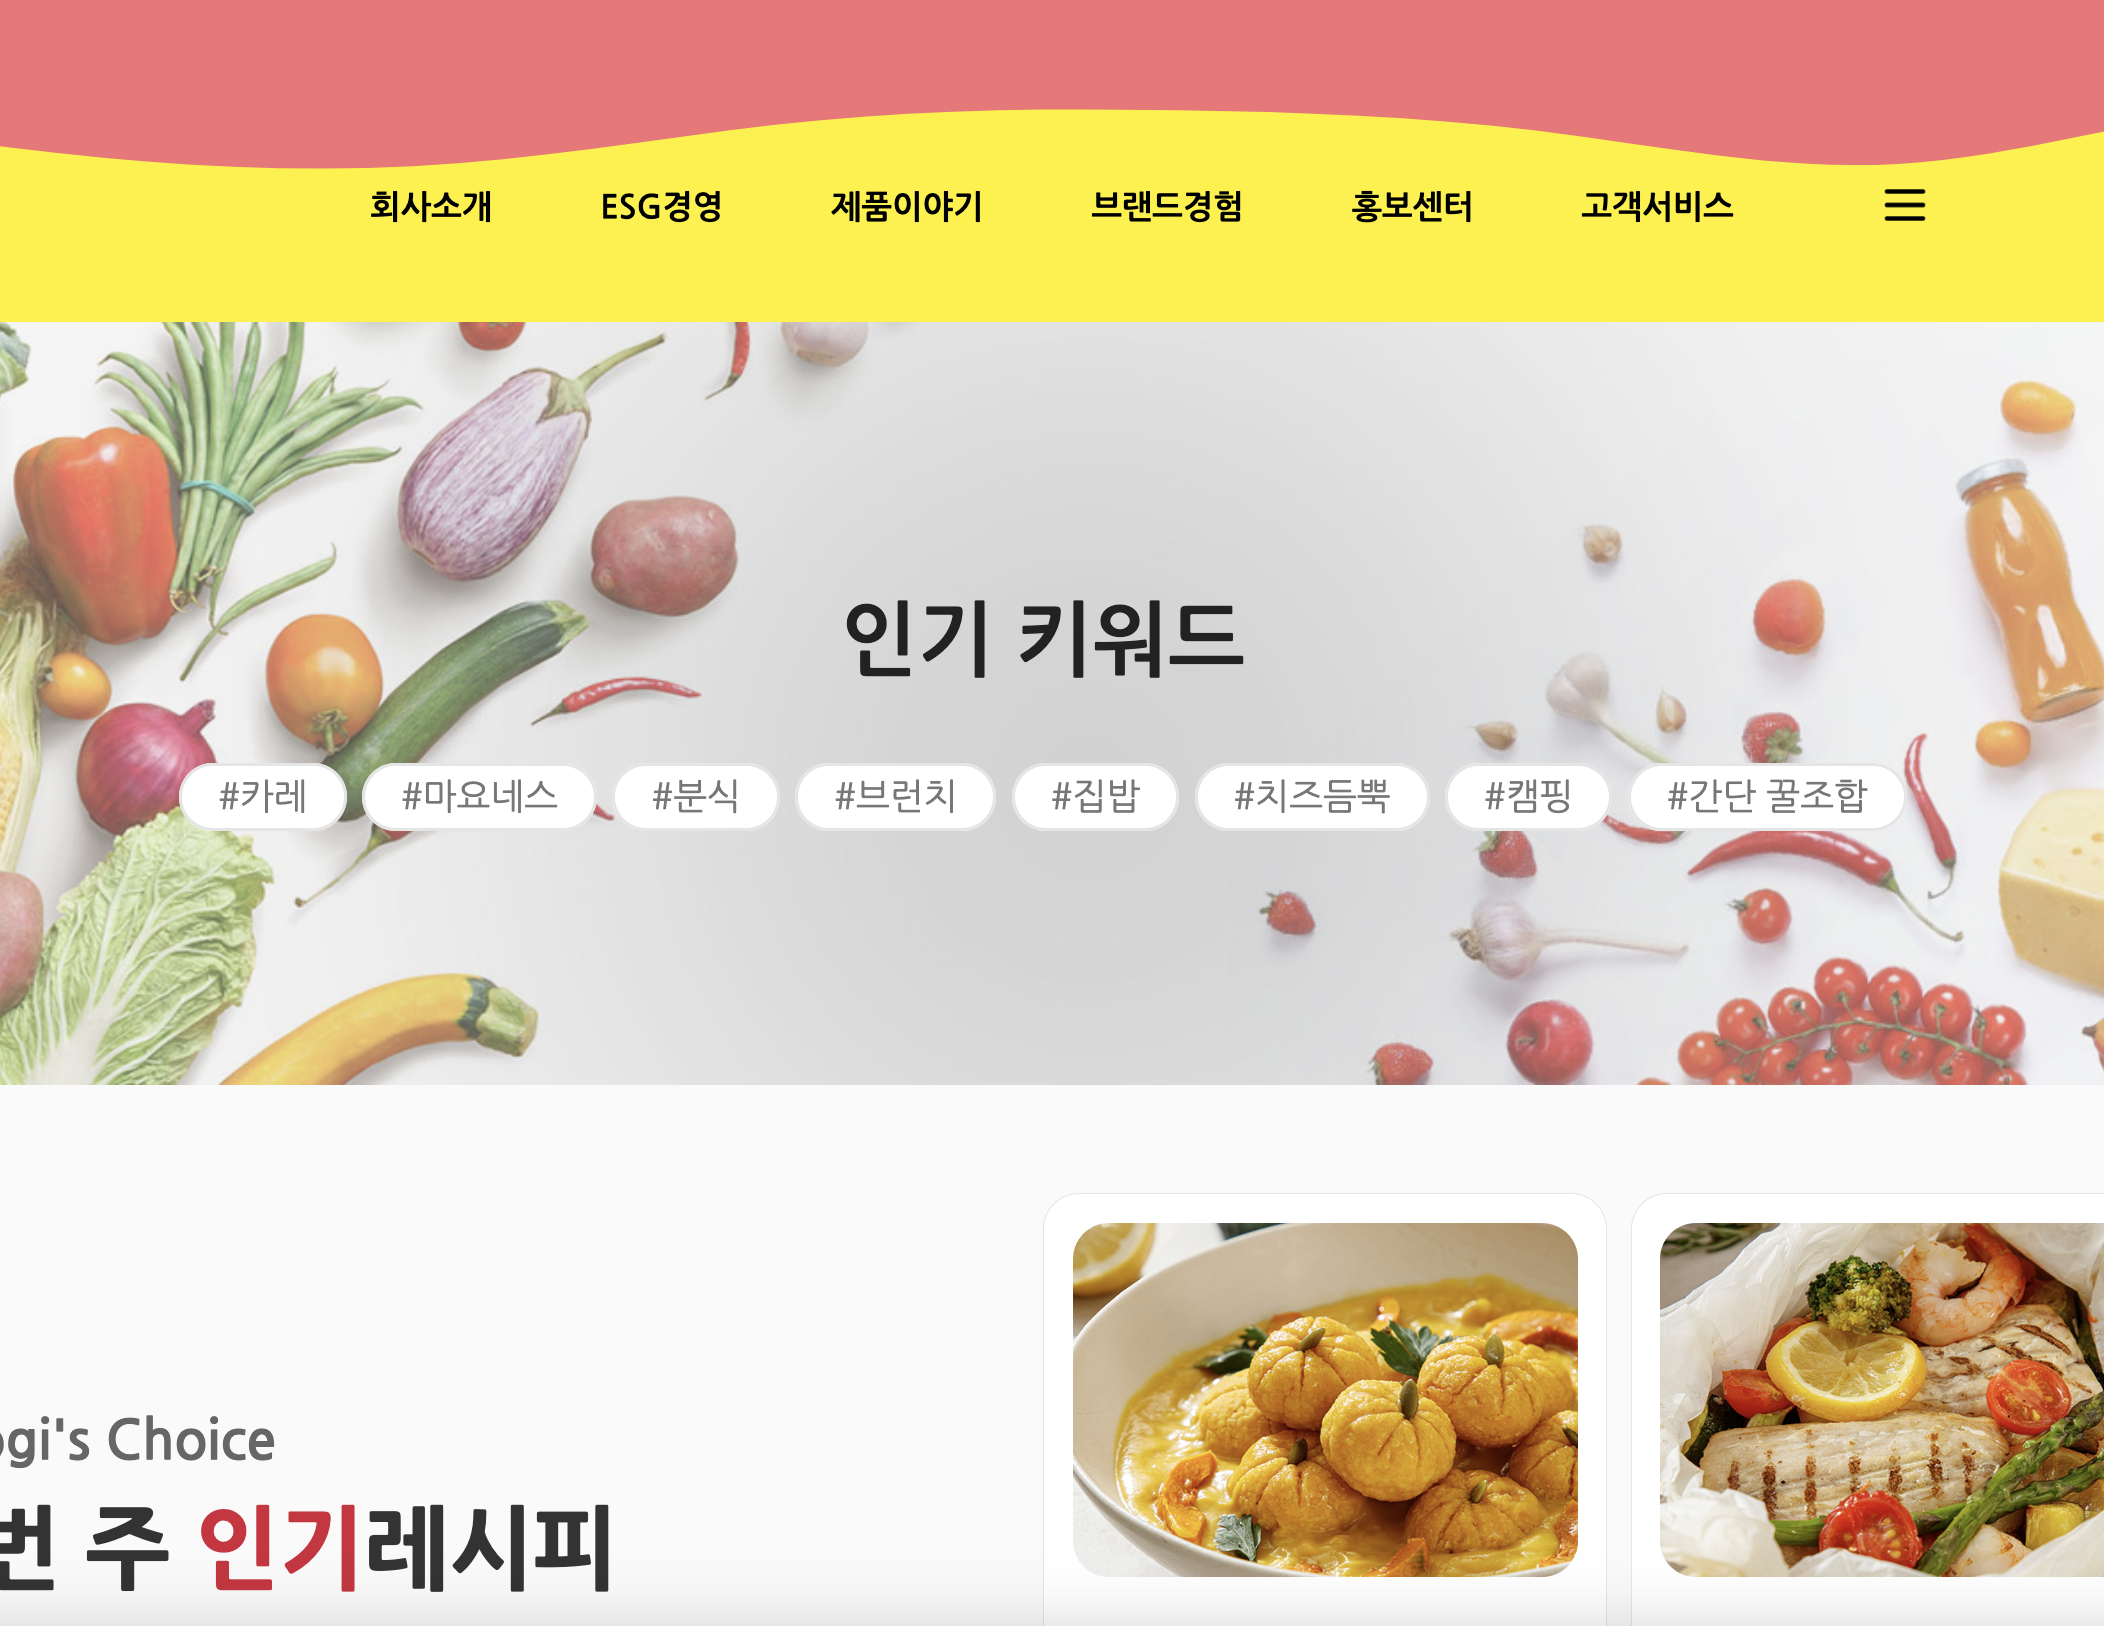 회사소개 ESG경영 제품이야기 브랜드경험 홍보센터 고객서비스
인기 키워드
#카레 #마요네스 #분식 #브런치 #집밥 #치즈듬뿍 #캠핑 #간단 꿀조합
ogi's Choice
번 주 인기레시피